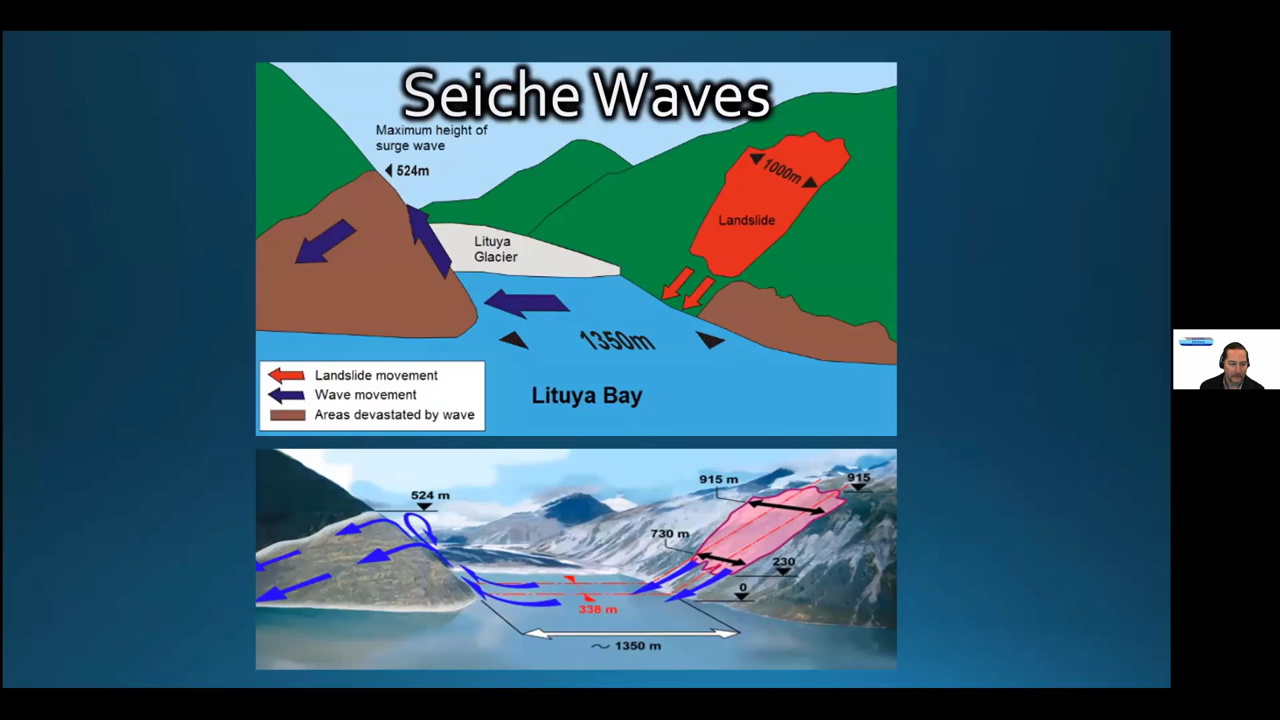 Seiche Waves
Maximum height of
surge wave
524m
1000m
Landslide
Lituya
Glacier
1350m
Landslide movement
Wave movement
Areas devastated by wave
Lituya Bay
915 m
915
524 m
730 m
230
0
338 m
~ 1350 m